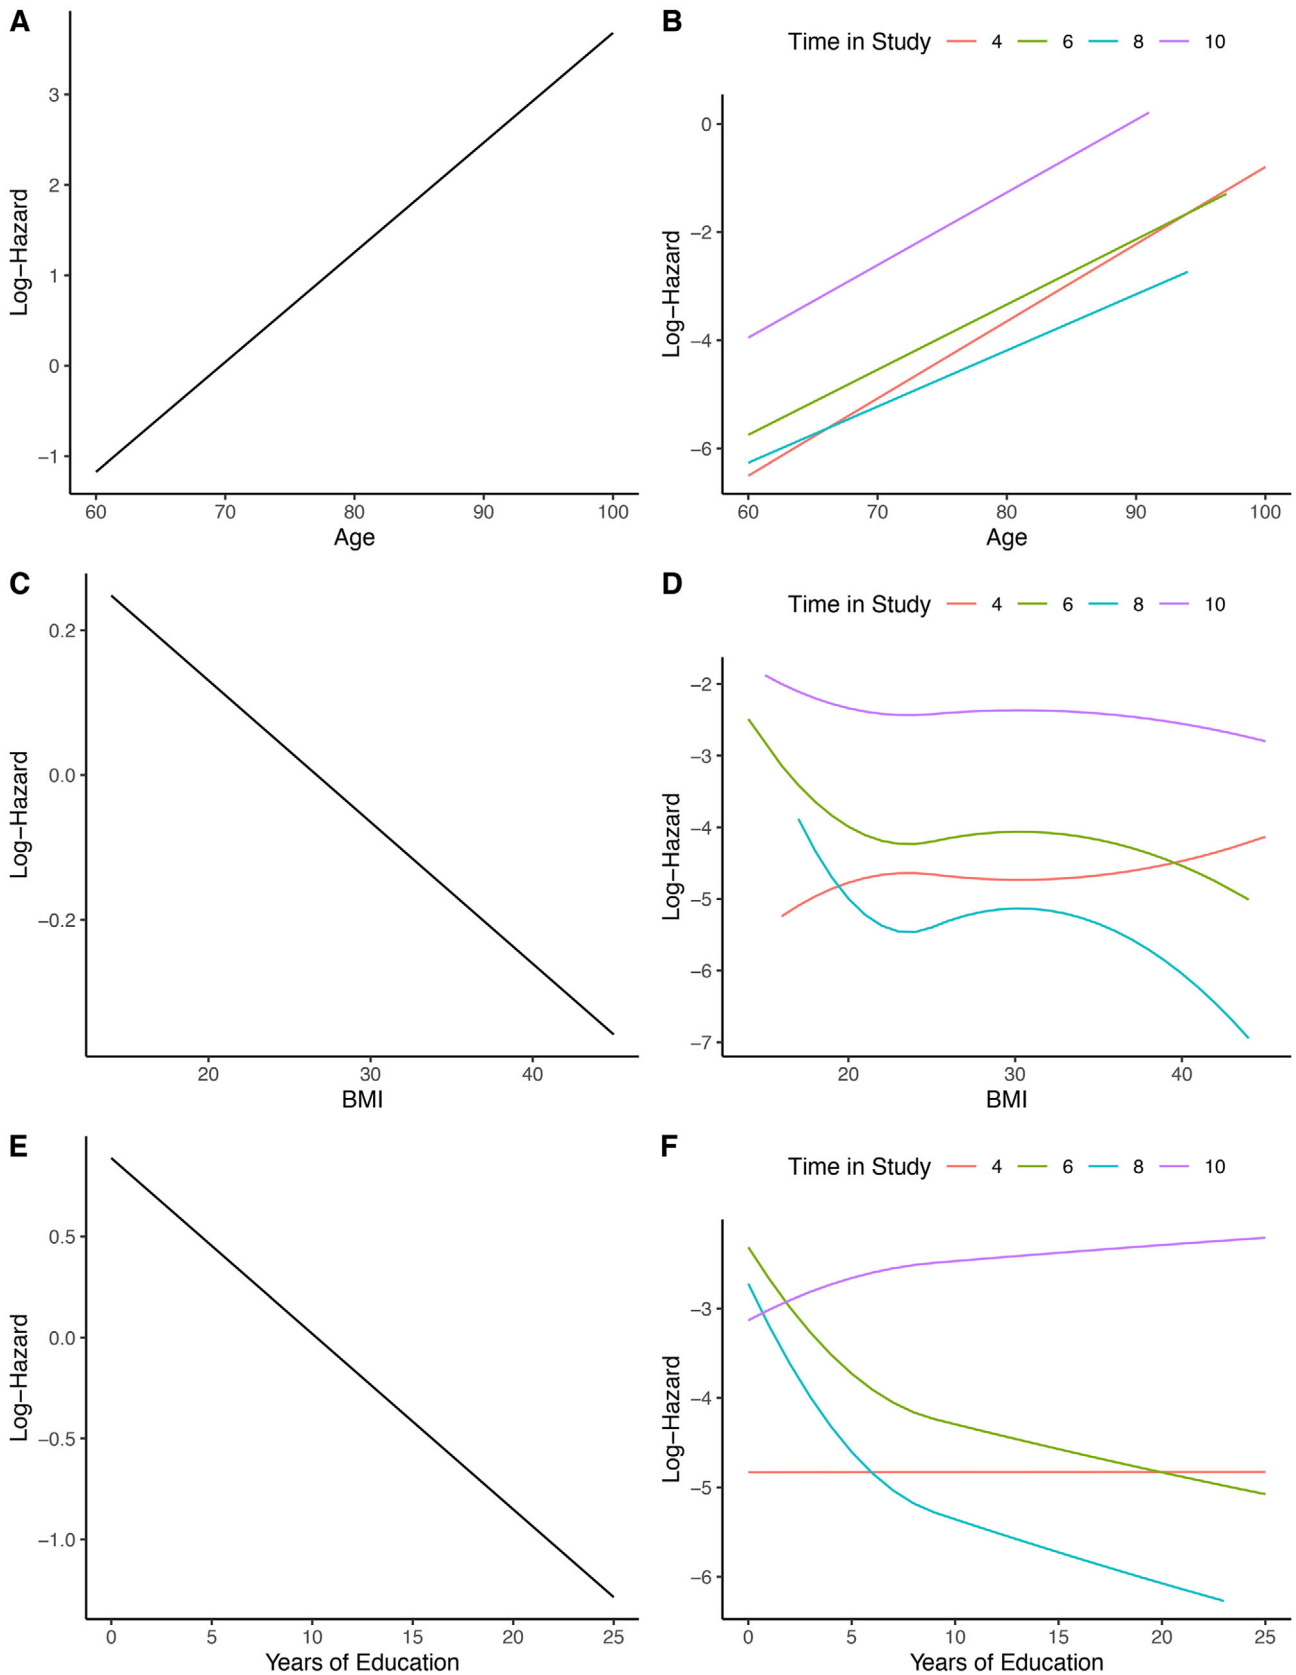 A
Log−Hazard
3
2
1
0
−1
60 70 80 90 100
Age
B
Time in Study 4 6 8 10
Log−Hazard
0
−2
−4
−6
60 70 80 90 100
Age
C
Log−Hazard
0.2
0.0
−0.2
20 30 40
BMI
D
Time in Study 4 6 8 10
Log−Hazard
−2
−3
−4
−5
−6
−7
20 30 40
BMI
E
Log−Hazard
0.5
0.0
−0.5
−1.0
0 5 10 15 20 25
Years of Education
F
Time in Study 4 6 8 10
Log−Hazard
−3
−4
−5
−6
0 5 10 15 20 25
Years of Education